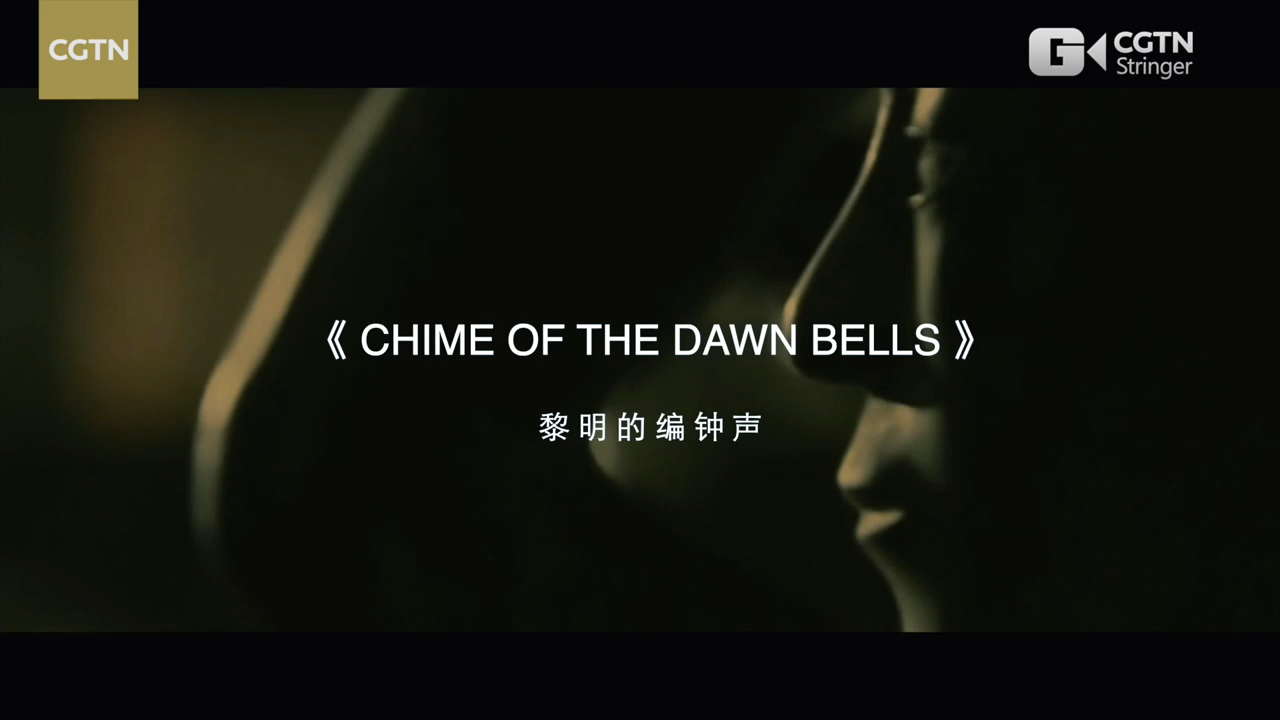 CGTN
G CGTN
Stringer
《 CHIME OF THE DAWN BELLS 》
黎明的编钟声